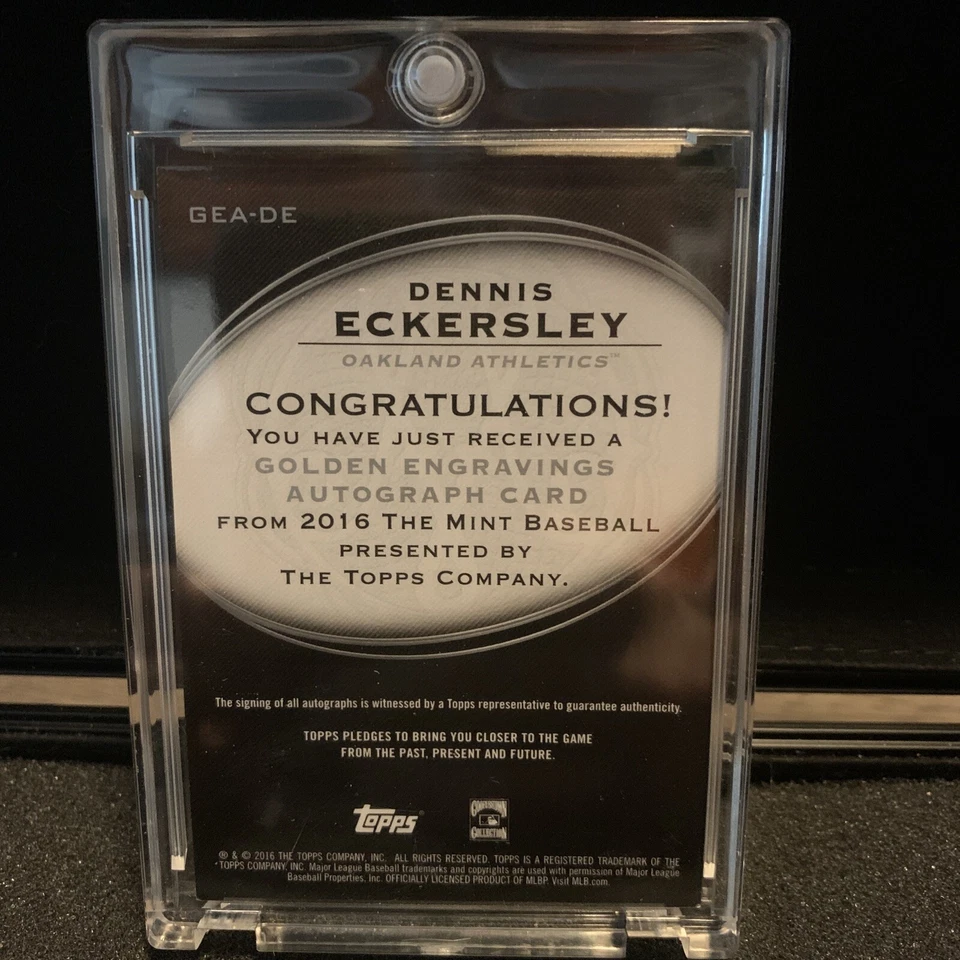 GEA-DE
DENNIS
ECKERSLEY
OAKLAND ATHLETICS™
CONGRATULATIONS!
YOU HAVE JUST RECEIVED A
GOLDEN ENGRAVINGS
AUTOGRAPH CARD
FROM 2016 THE MINT BASEBALL
PRESENTED BY
THE TOPPS COMPANY.
The signing of all autographs is witnessed by a Topps representative to guarantee authenticity.
TOPPS PLEDGES TO BRING YOU CLOSER TO THE GAME
FROM THE PAST, PRESENT AND FUTURE.
Topps®
COOPERSTOWN
COLLECTION
® & © 2016 THE TOPPS COMPANY, INC. ALL RIGHTS RESERVED. TOPPS IS A REGISTERED TRADEMARK OF THE
TOPPS COMPANY, INC. Major League Baseball trademarks and copyrights are used with permission of Major League
Baseball Properties, Inc. OFFICIALLY LICENSED PRODUCT OF MLBP. Visit MLB.com.